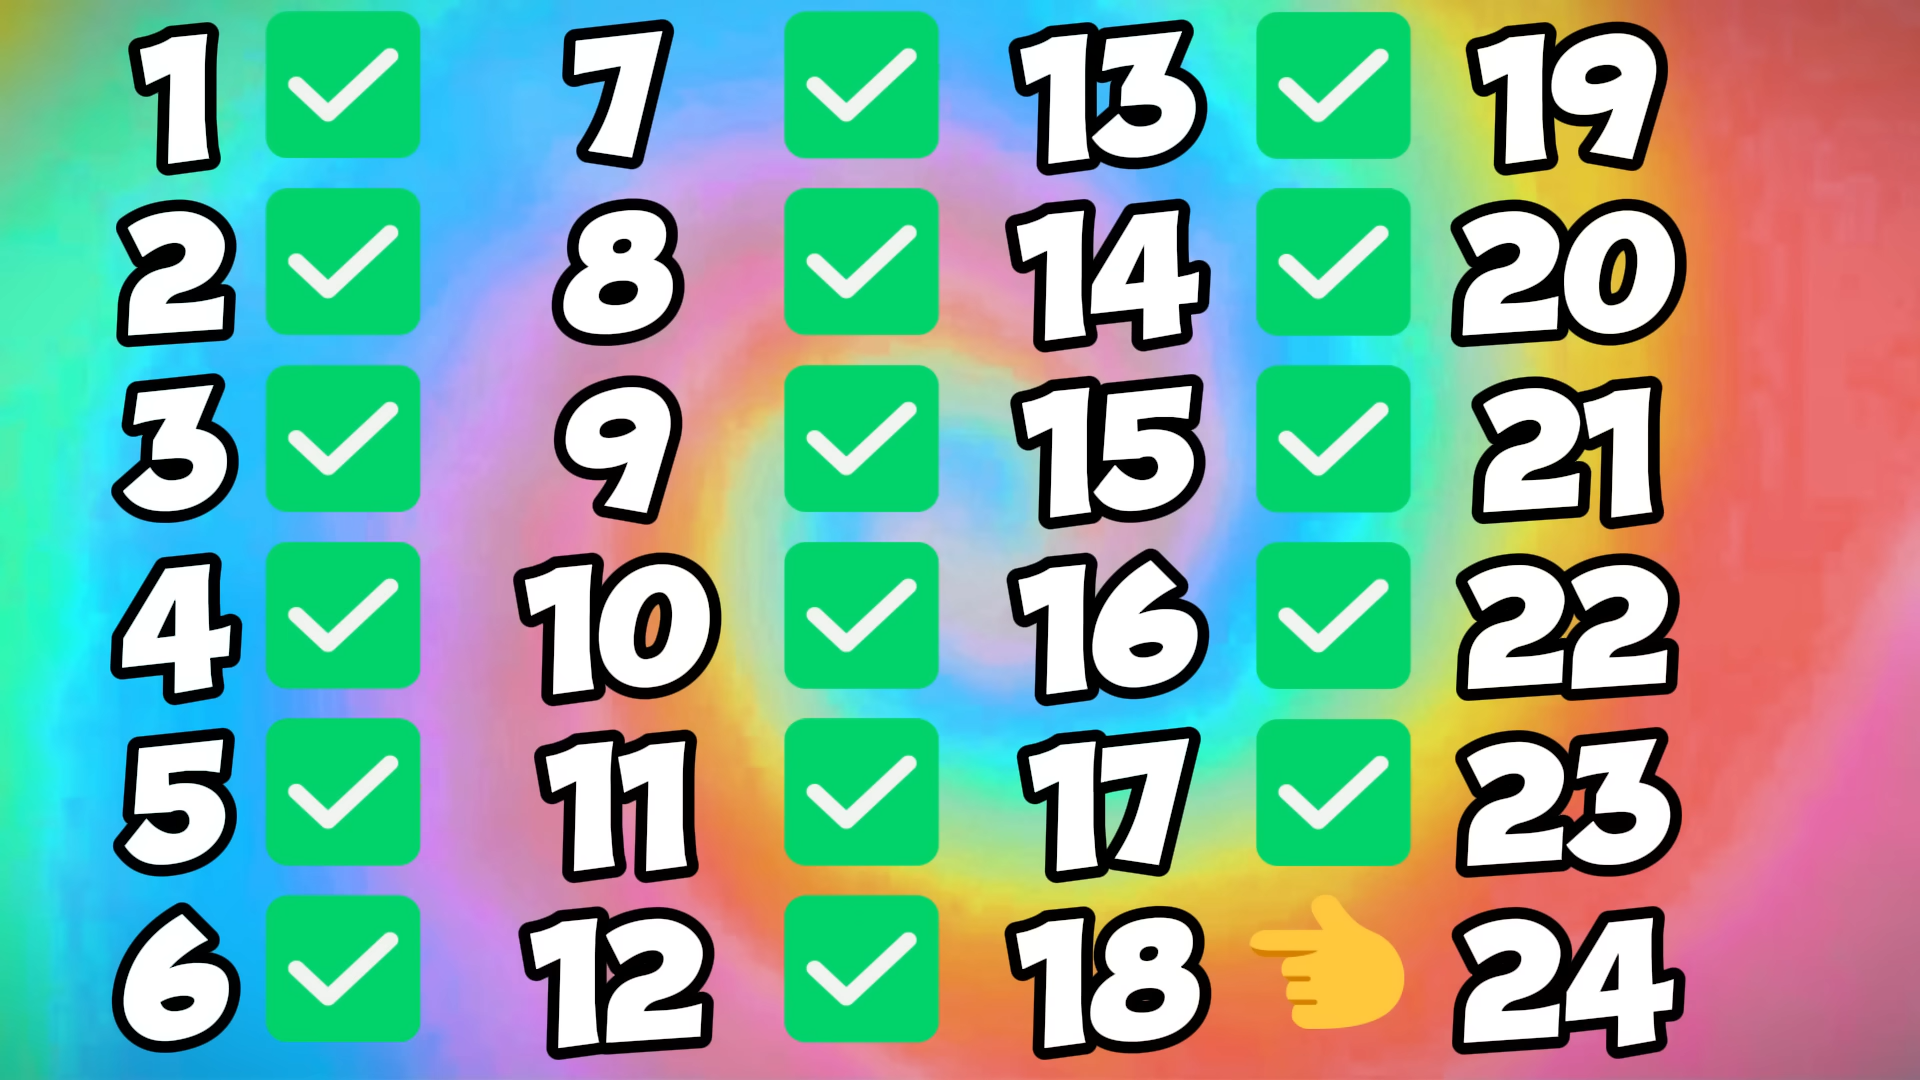 1 ✅ 7 ✅ 13 ✅ 19
2 ✅ 8 ✅ 14 ✅ 20
3 ✅ 9 ✅ 15 ✅ 21
4 ✅ 10 ✅ 16 ✅ 22
5 ✅ 11 ✅ 17 ✅ 23
6 ✅ 12 ✅ 18 👈 24